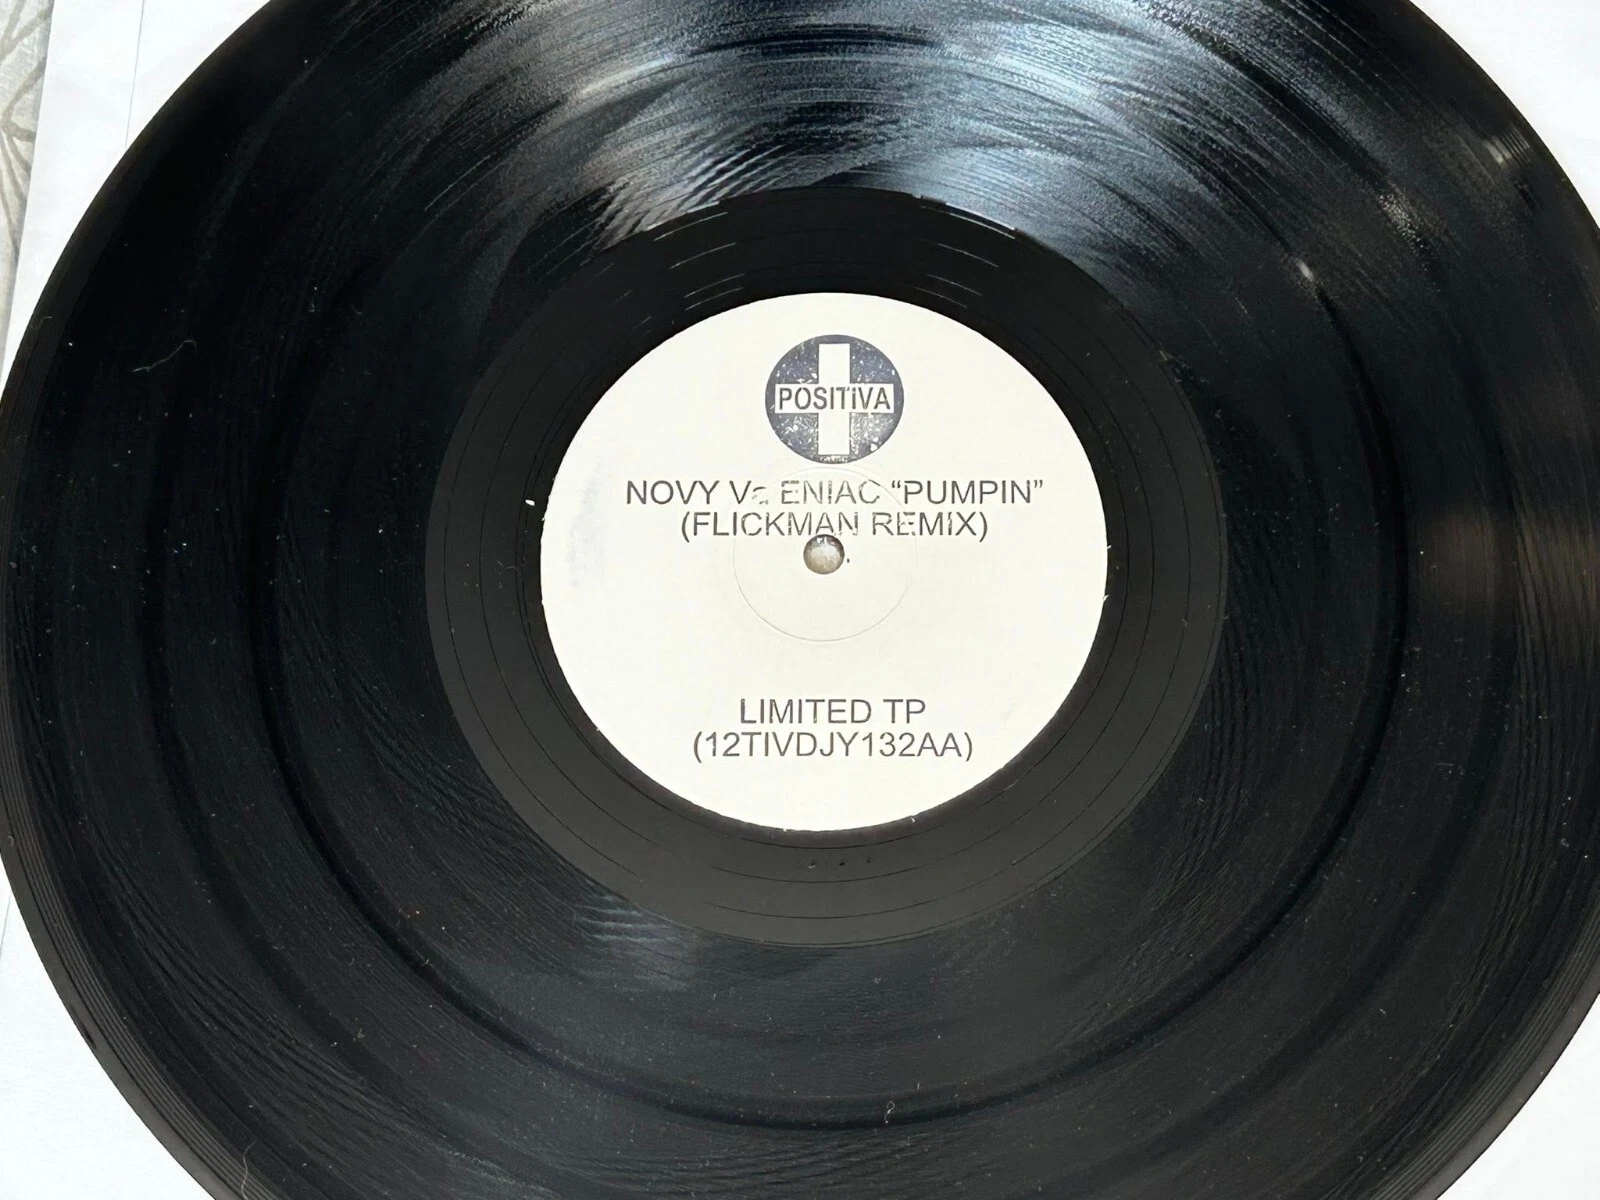 POSITIVA
NOVY Vs ENIAC “PUMPIN”
(FLICKMAN REMIX)
LIMITED TP
(12TIVDJY132AA)